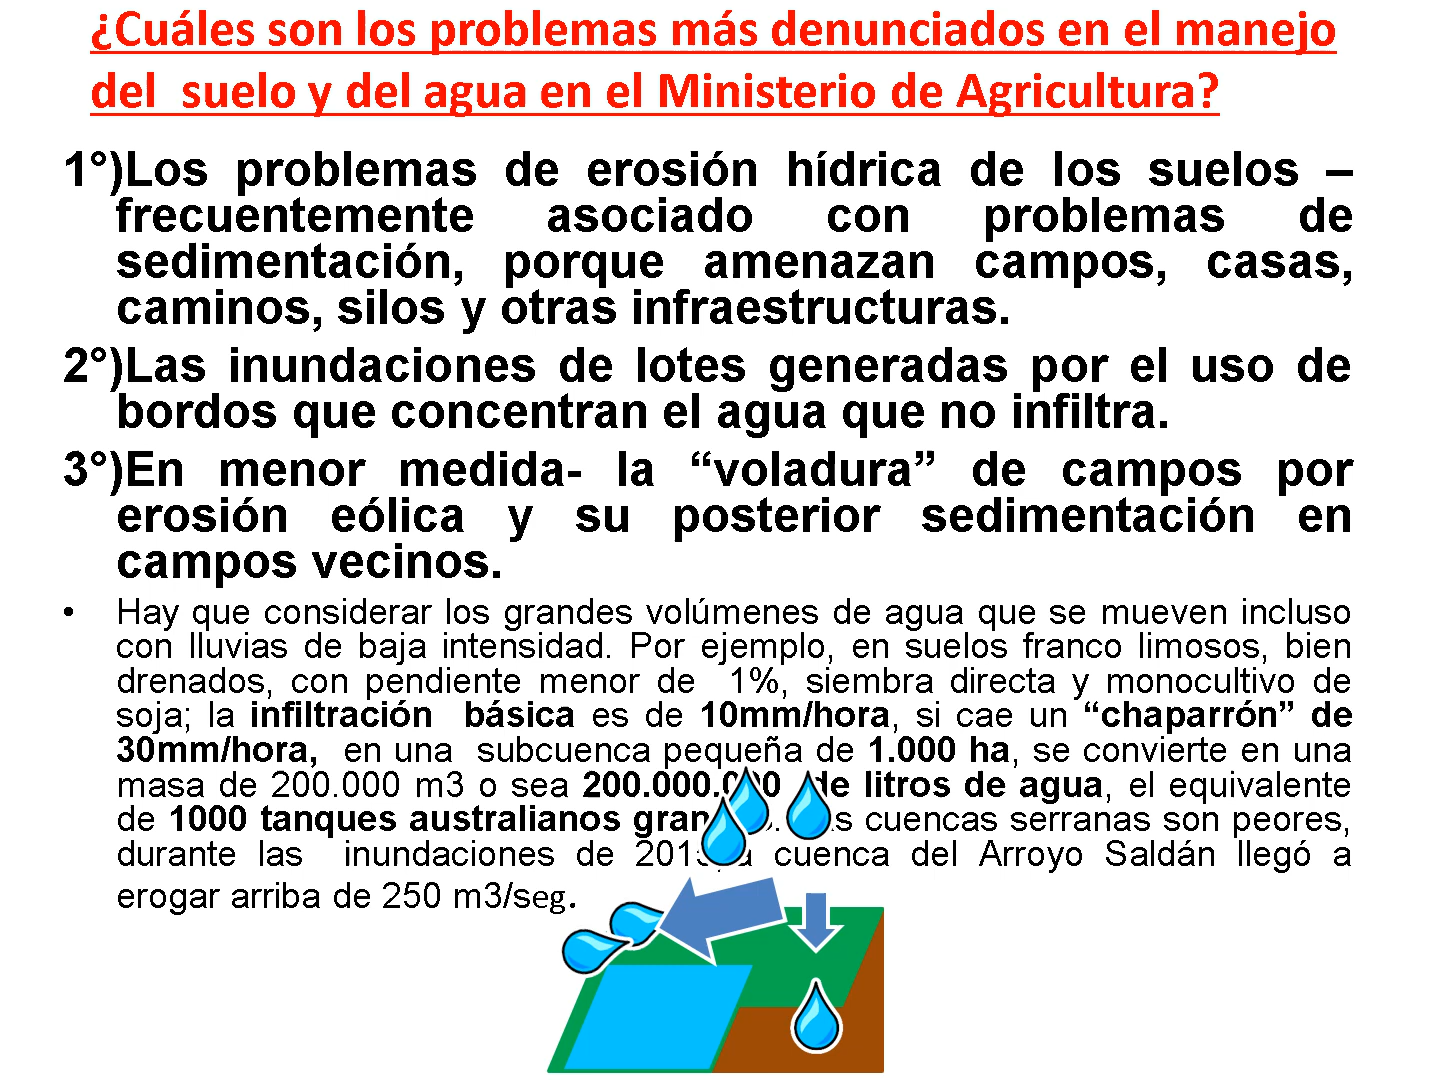 ¿Cuáles son los problemas más denunciados en el manejo
del suelo y del agua en el Ministerio de Agricultura?
1°)Los problemas de erosión hídrica de los suelos –
frecuentemente asociado con problemas de
sedimentación, porque amenazan campos, casas,
caminos, silos y otras infraestructuras.
2°)Las inundaciones de lotes generadas por el uso de
bordos que concentran el agua que no infiltra.
3°)En menor medida- la “voladura” de campos por
erosión eólica y su posterior sedimentación en
campos vecinos.
• Hay que considerar los grandes volúmenes de agua que se mueven incluso
con lluvias de baja intensidad. Por ejemplo, en suelos franco limosos, bien
drenados, con pendiente menor de 1%, siembra directa y monocultivo de
soja; la infiltración básica es de 10mm/hora, si cae un “chaparrón” de
30mm/hora, en una subcuenca pequeña de 1.000 ha, se convierte en una
masa de 200.000 m3 o sea 200.000.000 de litros de agua, el equivalente
de 1000 tanques australianos cuencas serranas son peores,
durante las inundaciones de cuenca del Arroyo Saldán llegó a
erogar arriba de 250 m3/seg.